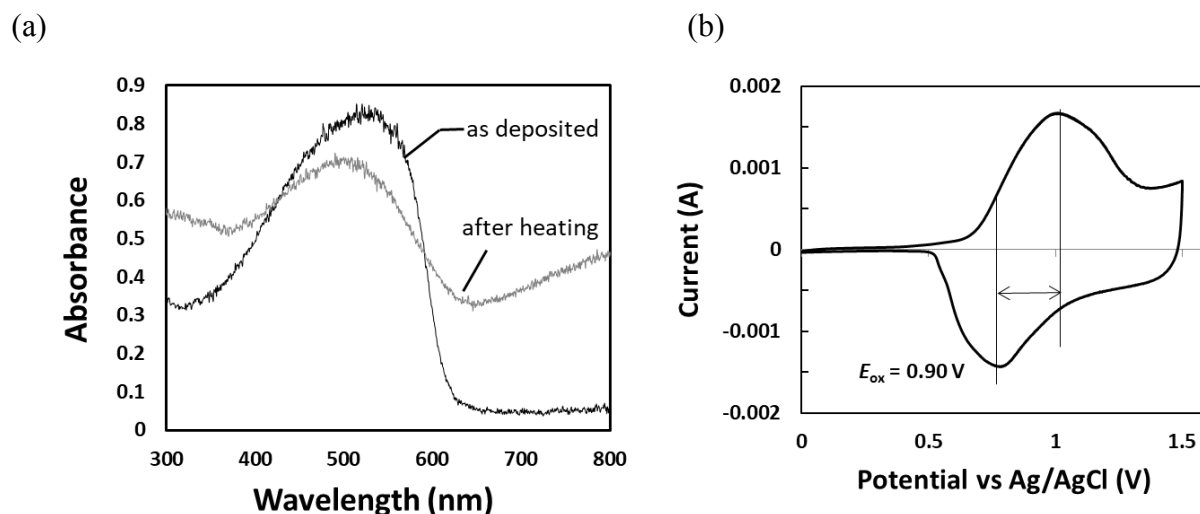 (a)
(b)
0.9
0.8
0.7
0.6
0.5
0.4
0.3
0.2
0.1
0
Absorbance
as deposited
after heating
300 400 500 600 700 800
Wavelength (nm)
0.002
0.001
0
-0.001
-0.002
Current (A)
E_ox = 0.90 V
0 0.5 1 1.5
Potential vs Ag/AgCl (V)